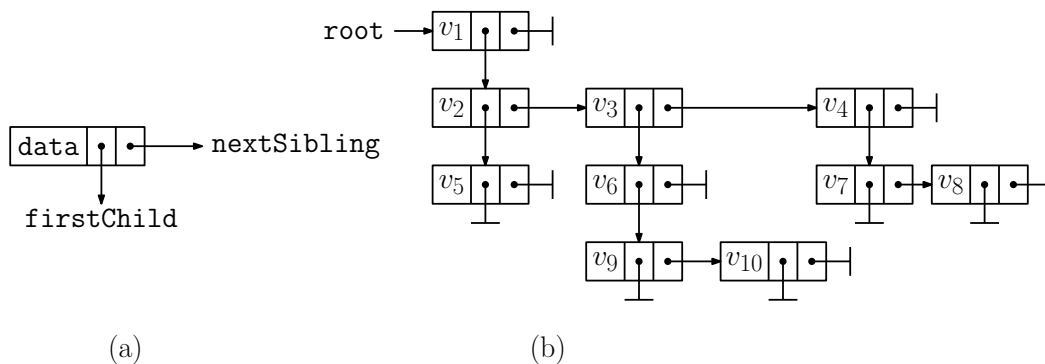 root v1
v2 v3 v4
data nextSibling
v5 v6 v7 v8
firstChild
v9 v10
(a) (b)